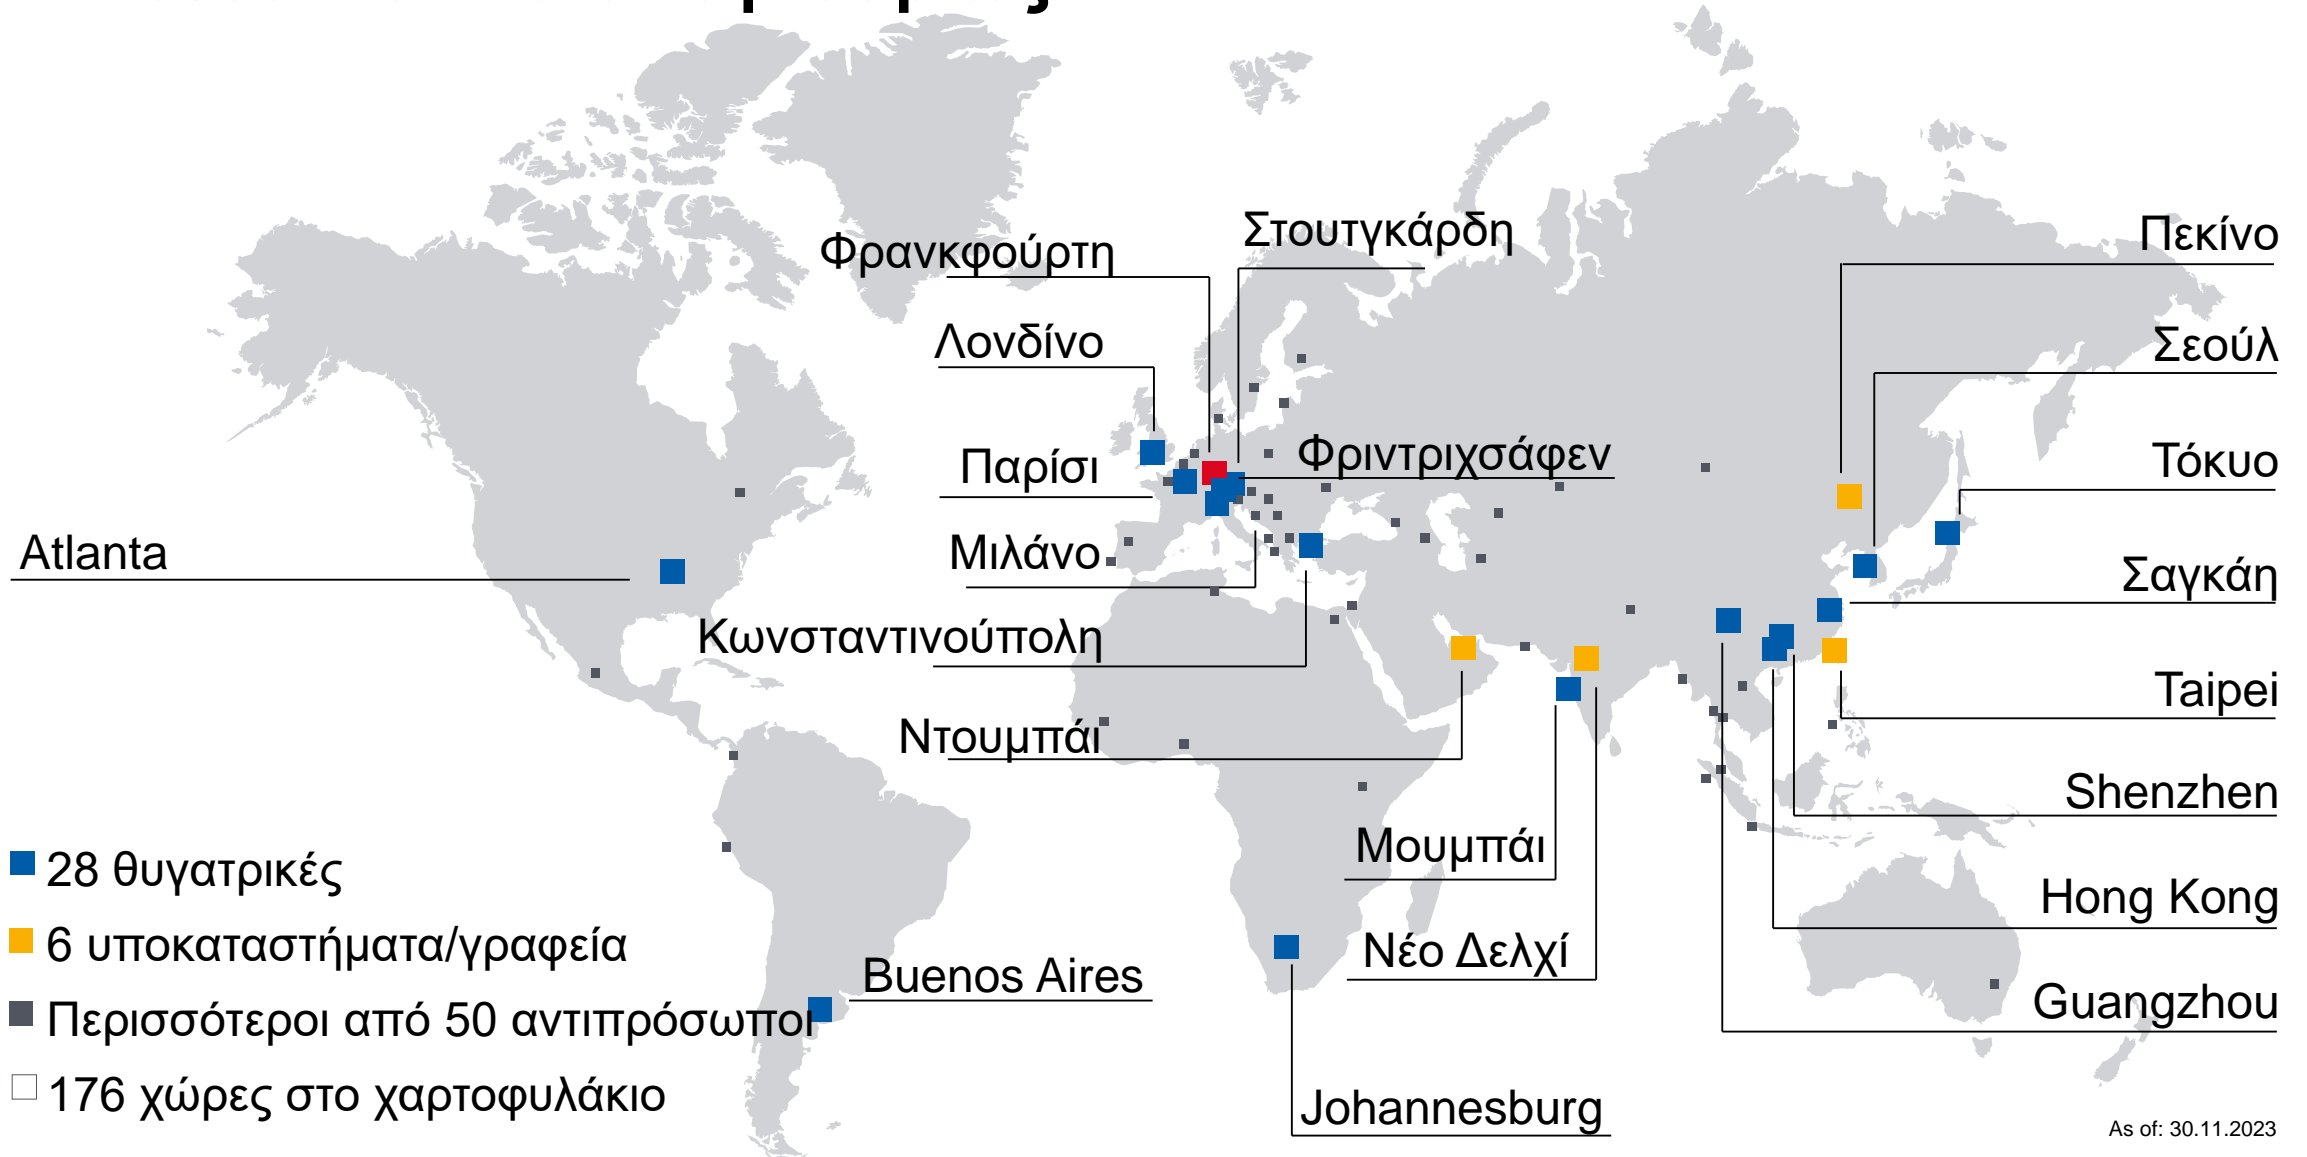 Στουτγκάρδη
Φρανκφούρτη
Πεκίνο
Λονδίνο
Σεούλ
Παρίσι
Φριντριχσάφεν
Τόκυο
Atlanta
Μιλάνο
Σαγκάη
Κωνσταντινούπολη
Taipei
Ντουμπάι
Shenzhen
Μουμπάι
28 θυγατρικές
Hong Kong
6 υποκαταστήματα/γραφεία
Νέο Δελχί
Buenos Aires
Guangzhou
Περισσότεροι από 50 αντιπρόσωποι
176 χώρες στο χαρτοφυλάκιο
Johannesburg
As of: 30.11.2023